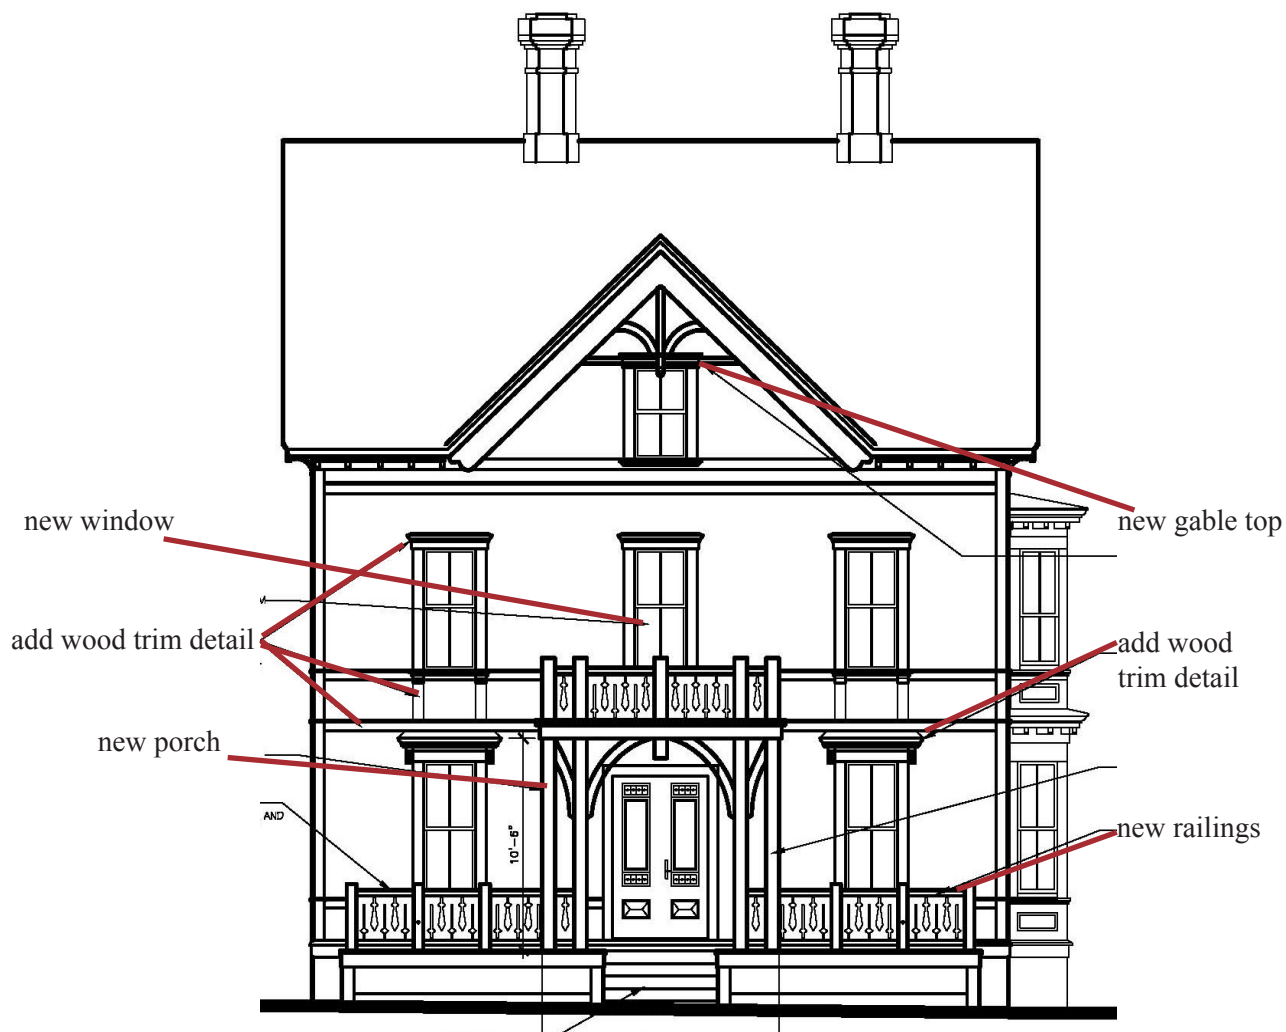 new window
new gable top
add wood trim detail
add wood
trim detail
new porch
AND
10'-6"
new railings